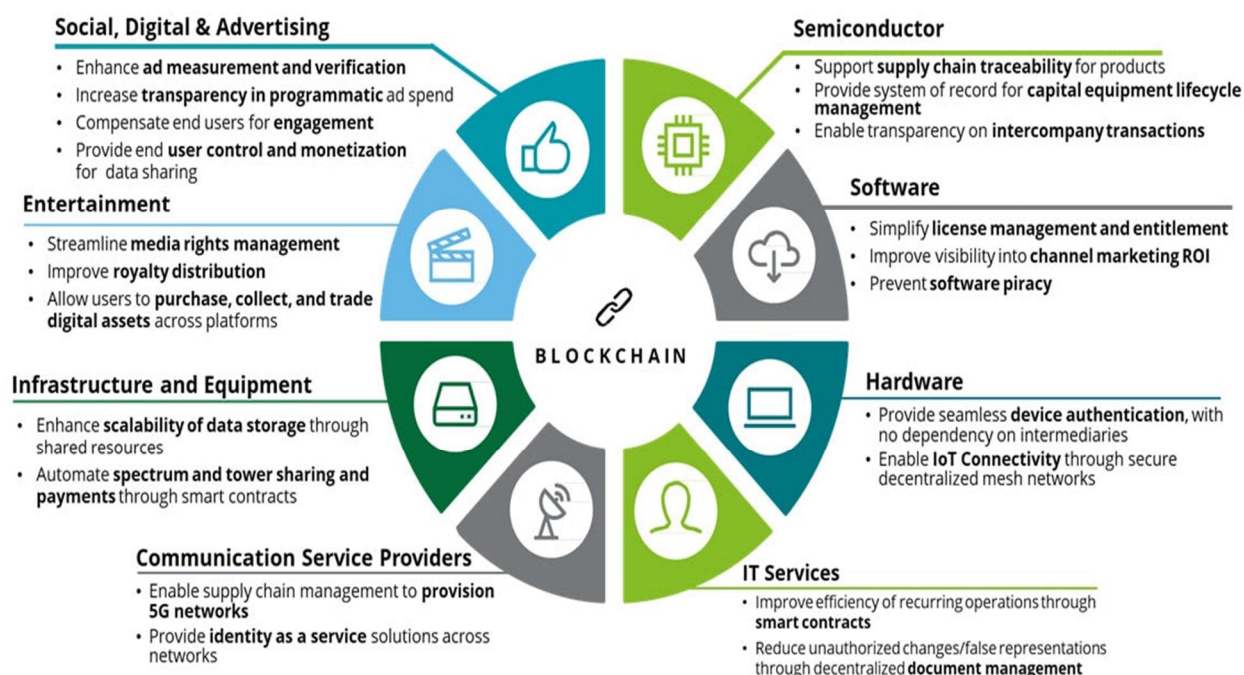 Social, Digital & Advertising
• Enhance ad measurement and verification
• Increase transparency in programmatic ad spend
• Compensate end users for engagement
• Provide end user control and monetization
for data sharing
Entertainment
• Streamline media rights management
• Improve royalty distribution
• Allow users to purchase, collect, and trade
digital assets across platforms
Infrastructure and Equipment
• Enhance scalability of data storage through
shared resources
• Automate spectrum and tower sharing and
payments through smart contracts
Communication Service Providers
• Enable supply chain management to provision
5G networks
• Provide identity as a service solutions across
networks
BLOCKCHAIN
Semiconductor
• Support supply chain traceability for products
• Provide system of record for capital equipment lifecycle
management
• Enable transparency on intercompany transactions
Software
• Simplify license management and entitlement
• Improve visibility into channel marketing ROI
• Prevent software piracy
Hardware
• Provide seamless device authentication, with
no dependency on intermediaries
• Enable IoT Connectivity through secure
decentralized mesh networks
IT Services
• Improve efficiency of recurring operations through
smart contracts
• Reduce unauthorized changes/false representations
through decentralized document management